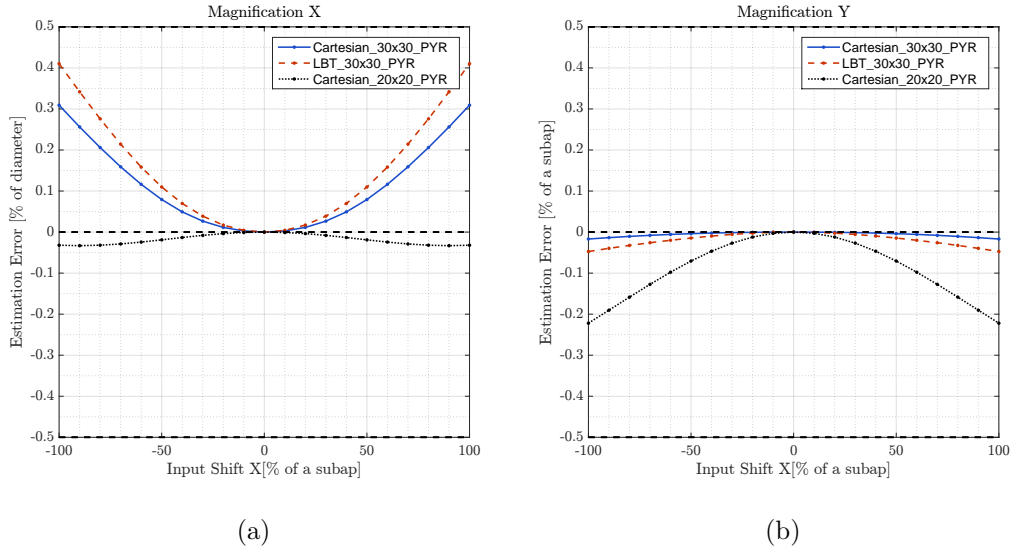 Magnification X
Cartesian_30x30_PYR
LBT_30x30_PYR
Cartesian_20x20_PYR
Estimation Error [% of diameter]
0.5
0.4
0.3
0.2
0.1
0
-0.1
-0.2
-0.3
-0.4
-0.5
-100
-50
0
50
100
Input Shift X[% of a subap]
(a)
Magnification Y
Cartesian_30x30_PYR
LBT_30x30_PYR
Cartesian_20x20_PYR
Estimation Error [% of a subap]
0.5
0.4
0.3
0.2
0.1
0
-0.1
-0.2
-0.3
-0.4
-0.5
-100
-50
0
50
100
Input Shift X[% of a subap]
(b)